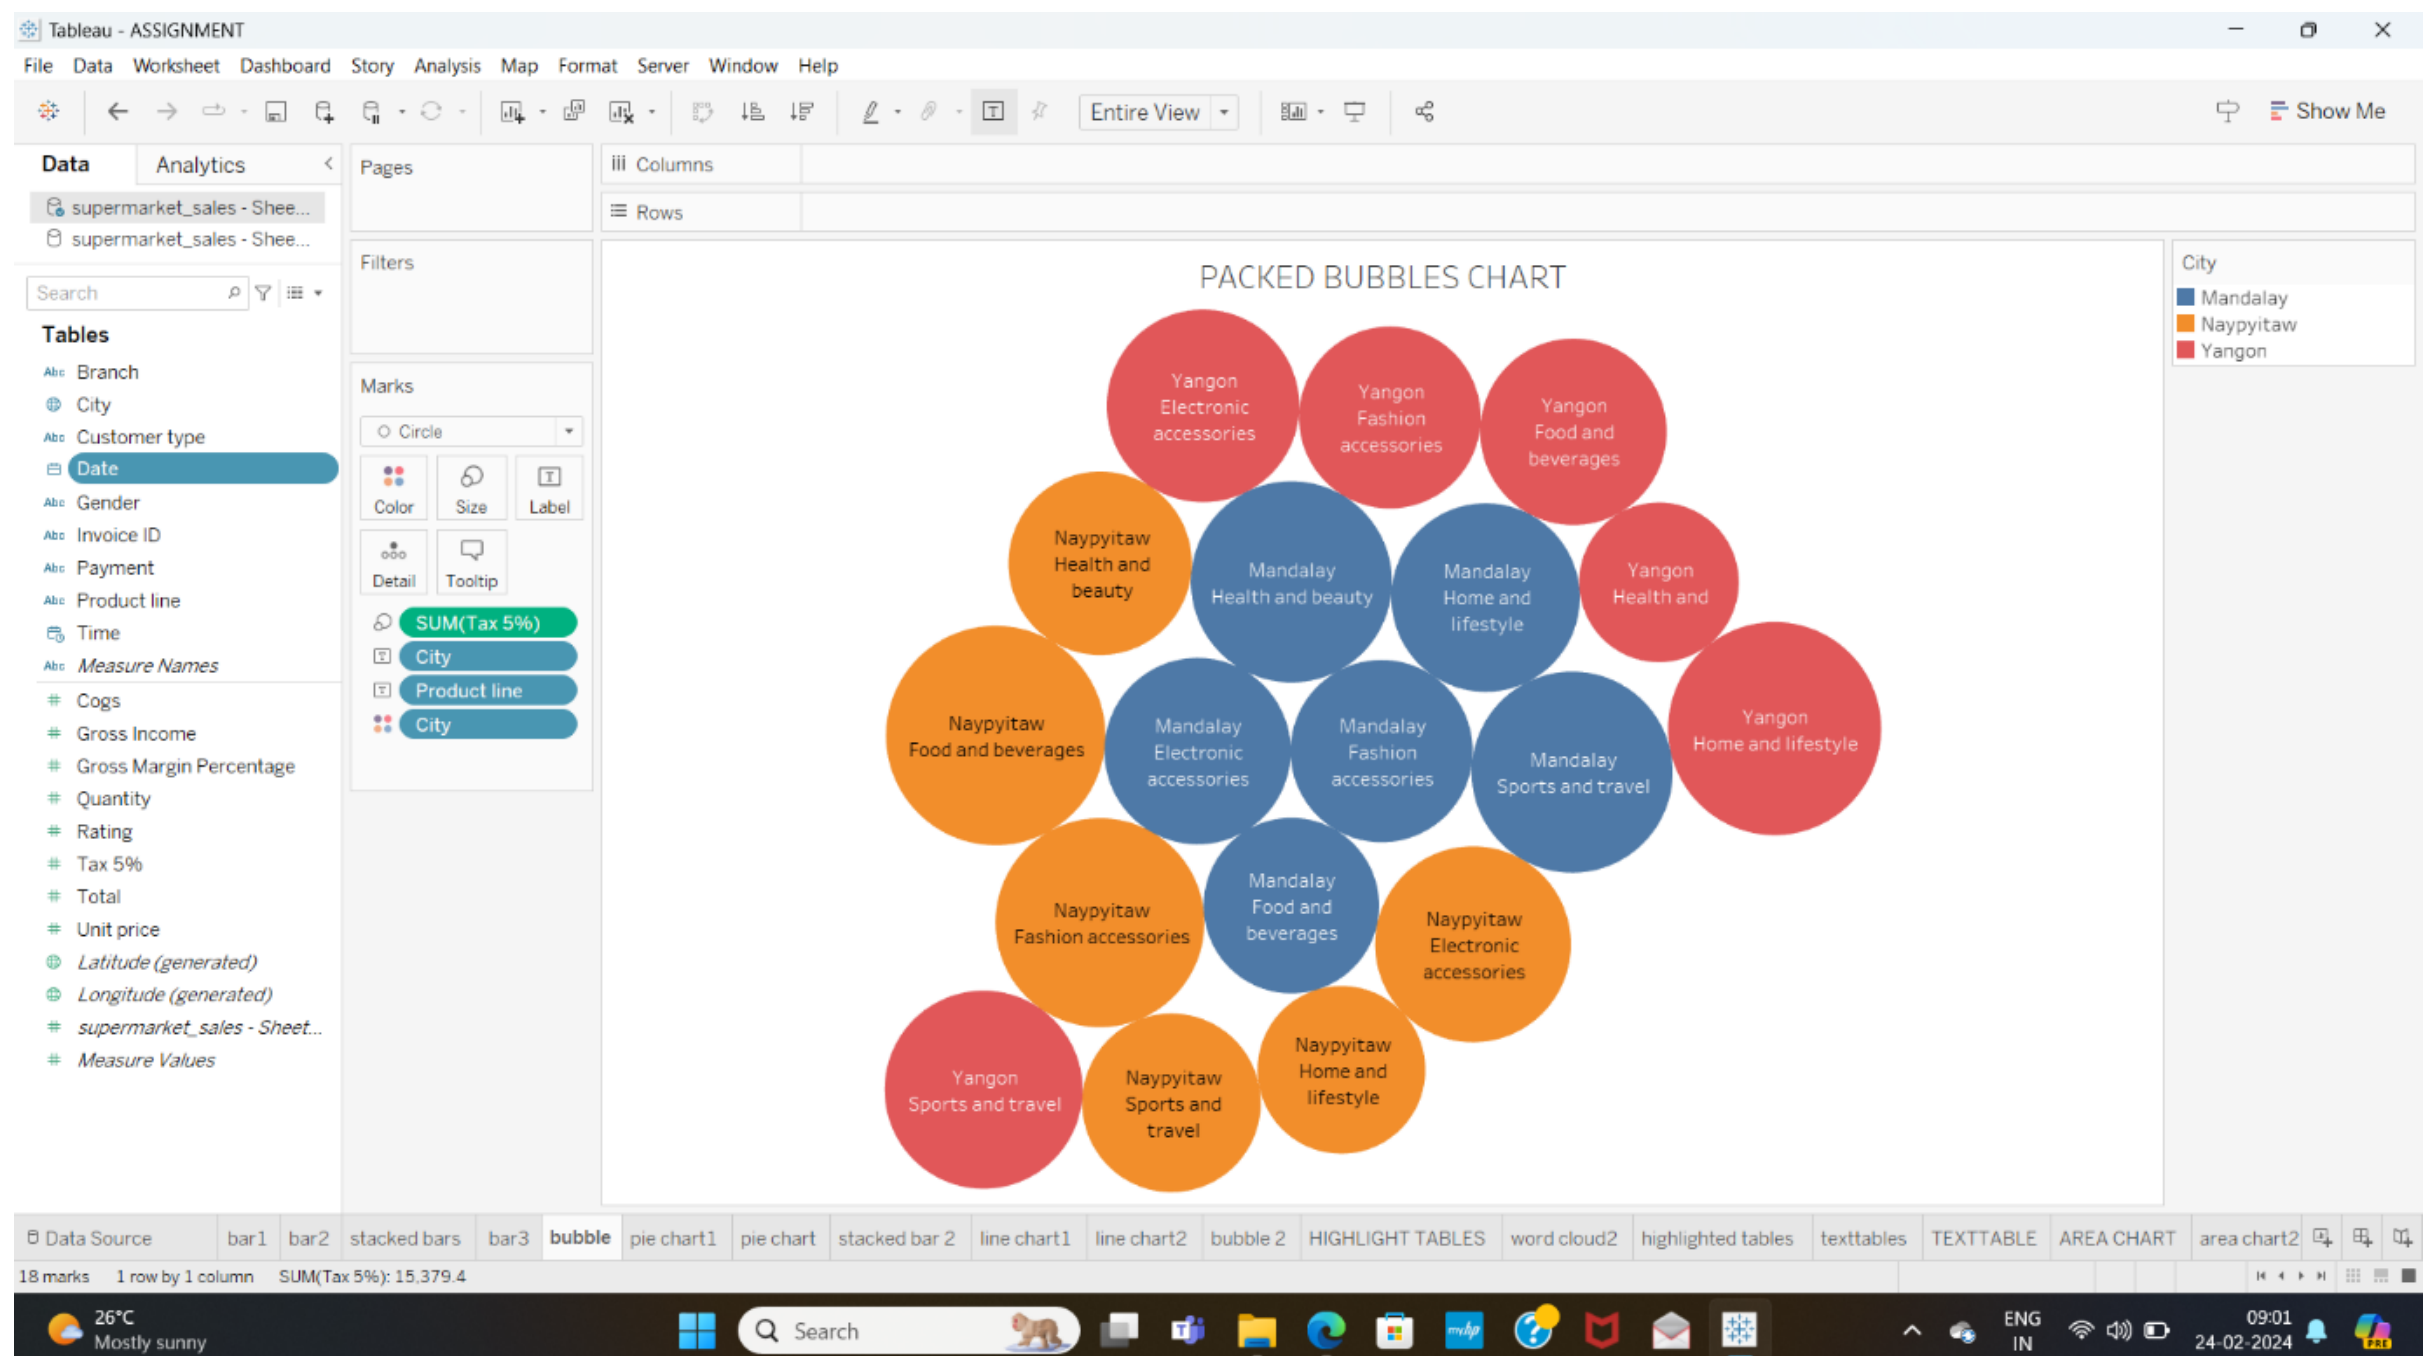 Tableau - ASSIGNMENT
File Data Worksheet Dashboard Story Analysis Map Format Server Window Help
Entire View
Show Me
Data Analytics
supermarket_sales - Shee...
supermarket_sales - Shee...
Search
Tables
Abc Branch
City
Abc Customer type
Date
Abc Gender
Abc Invoice ID
Abc Payment
Abc Product line
Time
Abc Measure Names
# Cogs
# Gross Income
# Gross Margin Percentage
# Quantity
# Rating
# Tax 5%
# Total
# Unit price
Latitude (generated)
Longitude (generated)
# supermarket_sales - Sheet...
# Measure Values
Pages
Filters
Marks
Circle
Color Size Label
Detail Tooltip
SUM(Tax 5%)
City
Product line
City
Columns
Rows
PACKED BUBBLES CHART
Yangon
Electronic
accessories
Yangon
Fashion
accessories
Yangon
Food and
beverages
Naypyitaw
Health and
beauty
Mandalay
Health and beauty
Mandalay
Home and
lifestyle
Yangon
Health and
Naypyitaw
Food and beverages
Mandalay
Electronic
accessories
Mandalay
Fashion
accessories
Mandalay
Sports and travel
Yangon
Home and lifestyle
Naypyitaw
Fashion accessories
Mandalay
Food and
beverages
Naypyitaw
Electronic
accessories
Yangon
Sports and travel
Naypyitaw
Sports and
travel
Naypyitaw
Home and
lifestyle
City
Mandalay
Naypyitaw
Yangon
Data Source bar1 bar2 stacked bars bar3 bubble pie chart1 pie chart stacked bar 2 line chart1 line chart2 bubble 2 HIGHLIGHT TABLES word cloud2 highlighted tables texttables TEXTTABLE AREA CHART area chart2
18 marks 1 row by 1 column SUM(Tax 5%): 15,379.4
26°C
Mostly sunny
Search
myhp
ENG
IN
09:01
24-02-2024
PRE